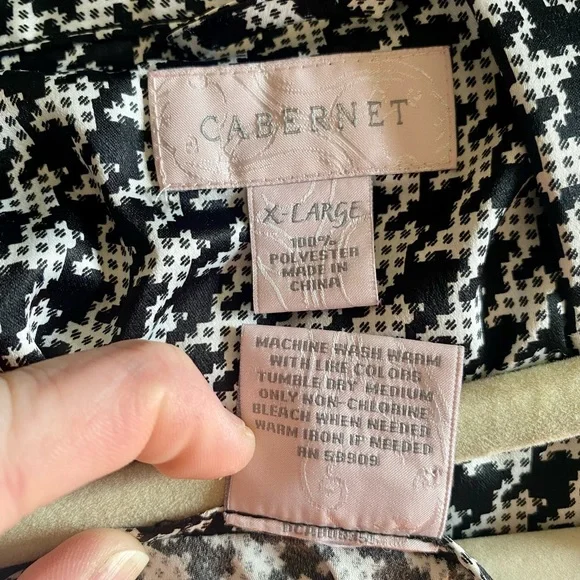 CABERNET
X-LARGE
100%
POLYESTER
MADE IN
CHINA
MACHINE WASH WARM
WITH LIKE COLORS
TUMBLE DRY MEDIUM
ONLY NON-CHLORINE
BLEACH WHEN NEEDED
WARM IRON IF NEEDED
RN 59909